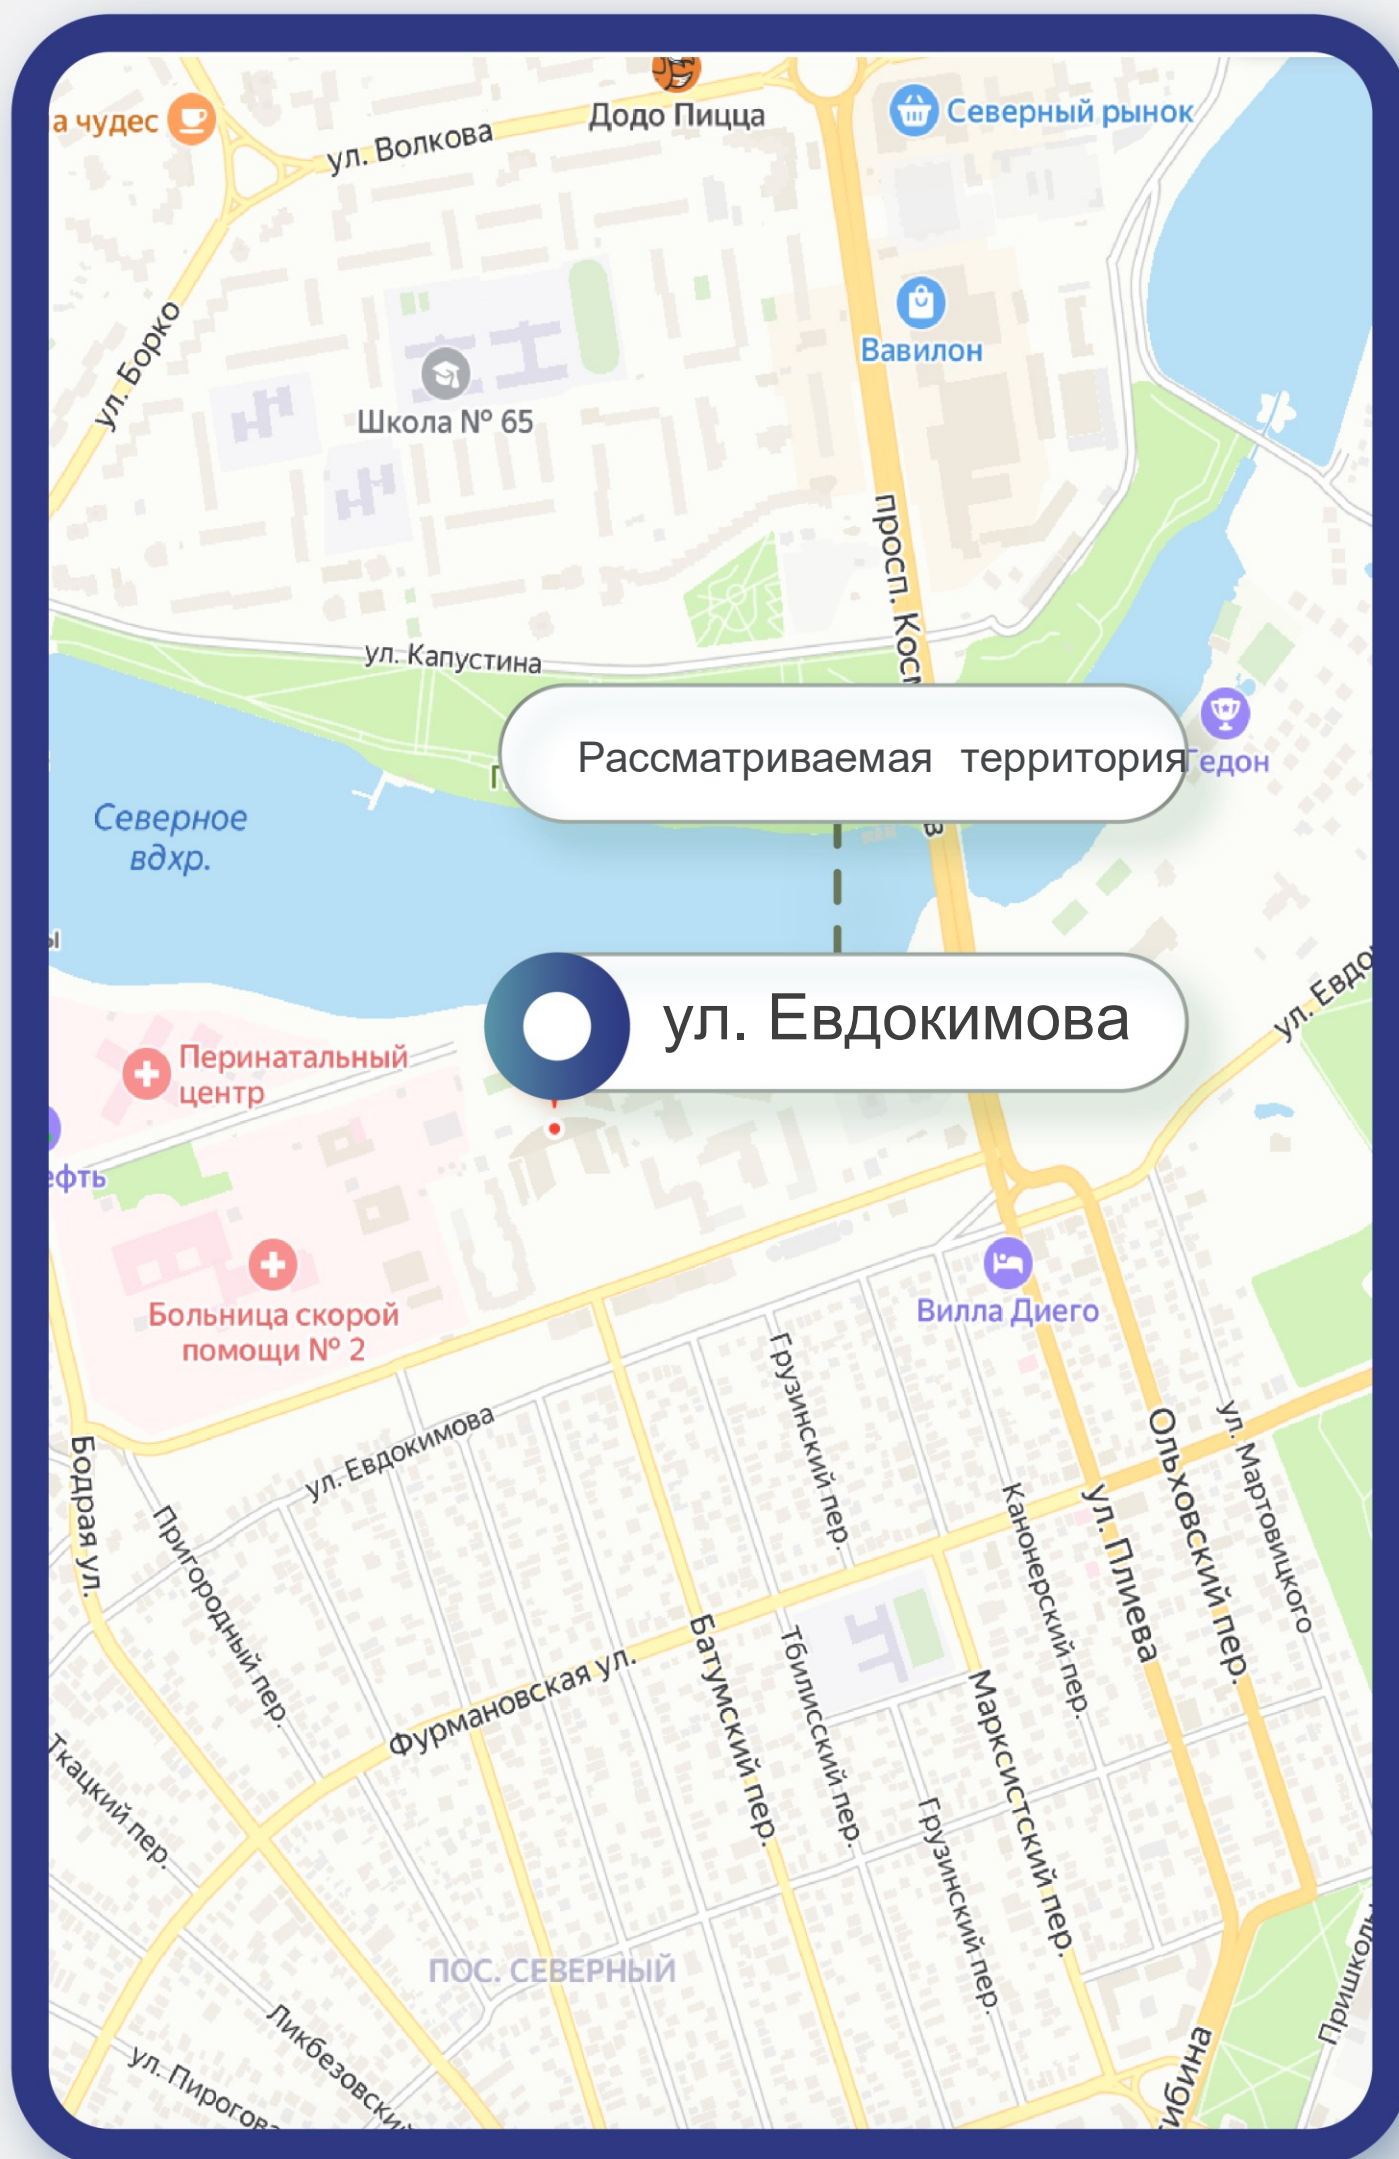 Додо Пицца
Северный рынок
а чудес
ул. Волкова
ул. Борко
Вавилон
Школа № 65
просп. Косм
ул. Капустина
Рассматриваемая территория
едон
Северное
вдхр.
в
ы
ул. Евдокимова
ул. Евдо
Перинатальный
центр
ефть
Больница скорой
помощи № 2
Вилла Диего
Грузинский пер.
ул. Евдокимова
Бодрая ул.
Пригородный пер.
Канонерский пер.
ул. Плиева
Ольховский пер.
ул. Мартовицкого
Фурмановская ул.
Батумский пер.
Тбилисский пер.
Марксистский пер.
Грузинский пер.
Ткацкий пер.
ПОС. СЕВЕРНЫЙ
Ликбезовский
ул. Пирогова
ибина
Пришколь